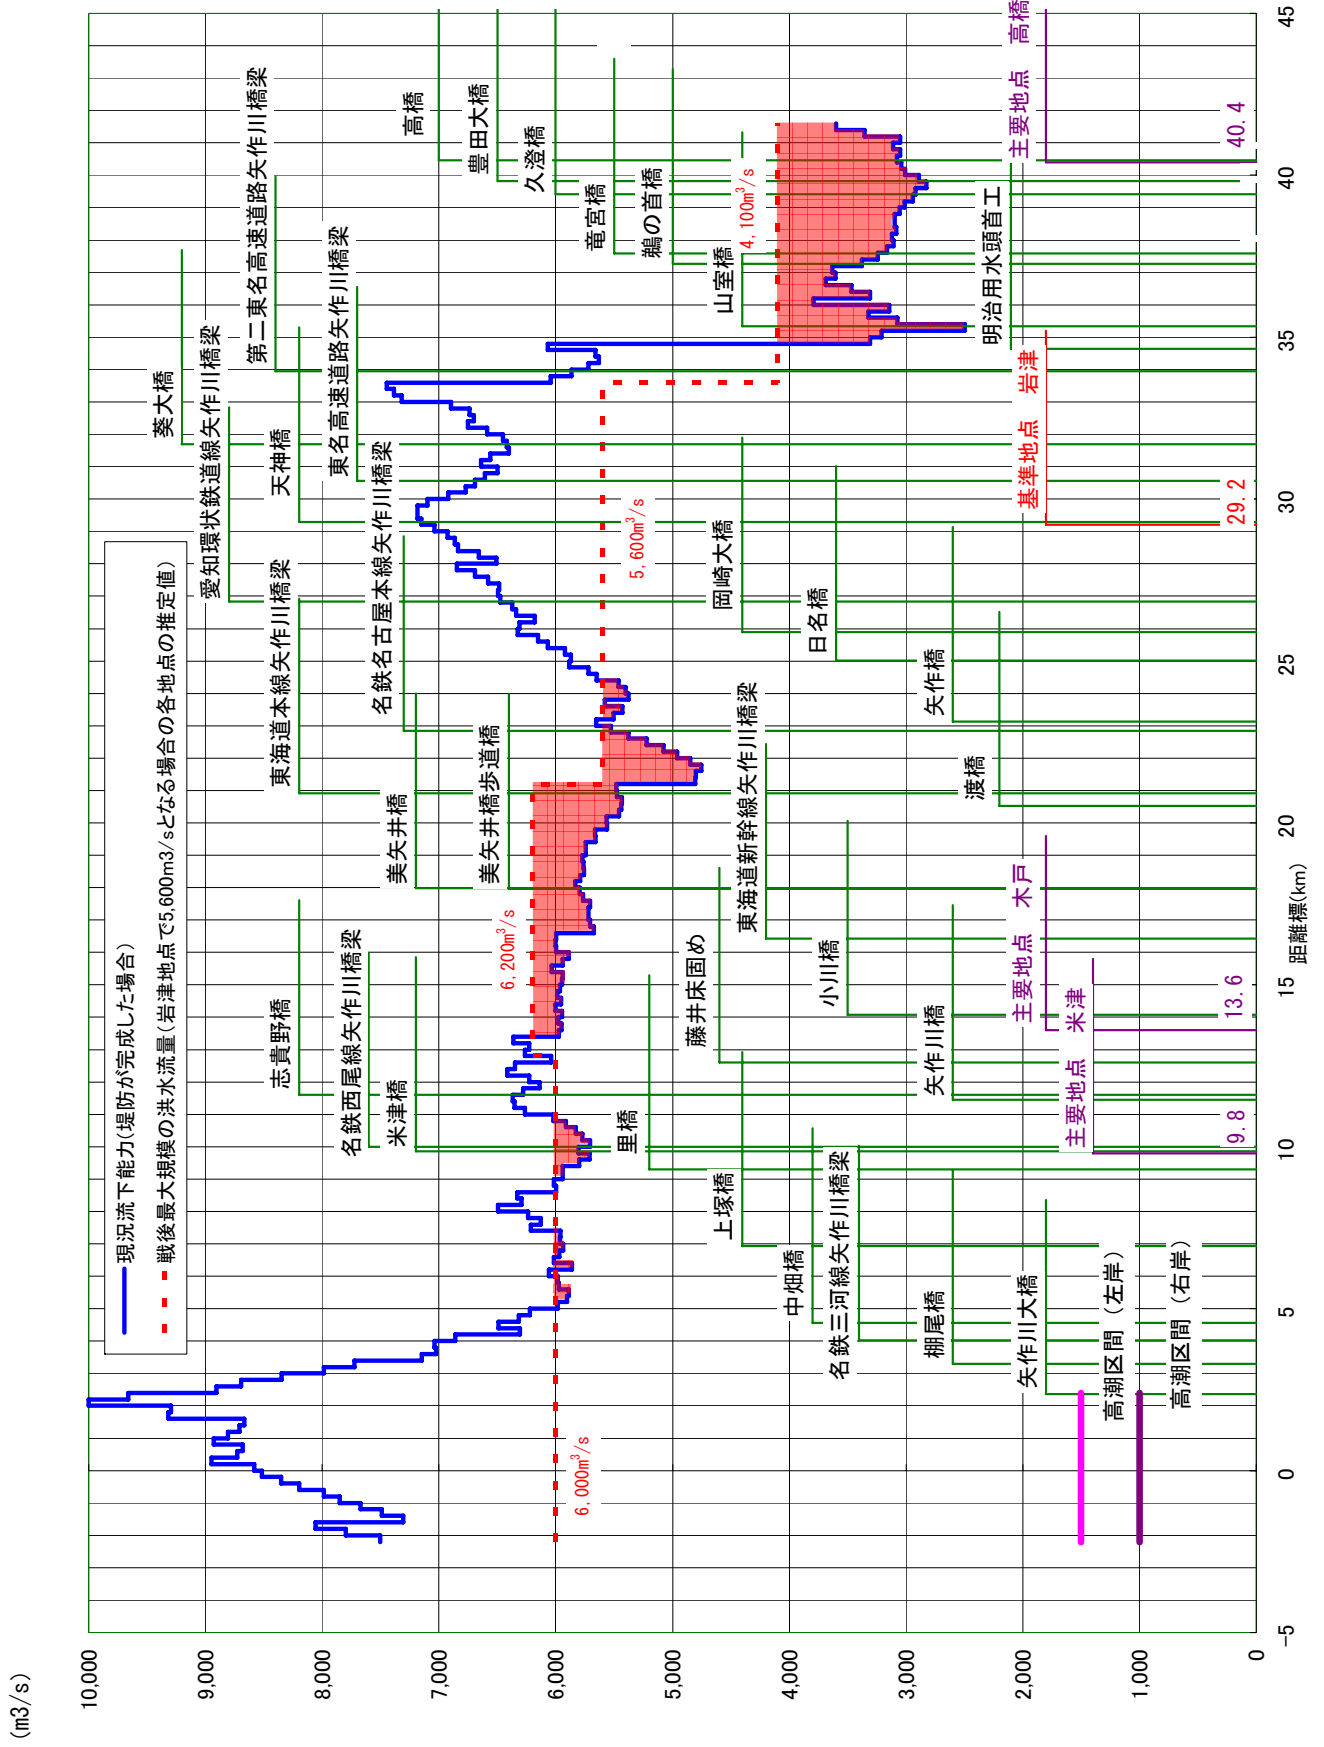 (m3/s)
10,000
9,000
8,000
7,000
6,000
5,000
4,000
3,000
2,000
1,000
0
現況流下能力(堤防が完成した場合)
戦後最大規模の洪水流量(岩津地点で5,600m3/sとなる場合の各地点の推定値)
葵大橋
愛知環状鉄道線矢作川橋梁
第二東名高速道路矢作川橋梁
東海道本線矢作川橋梁
天神橋
志貴野橋
東名高速道路矢作川橋梁
名鉄西尾線矢作川橋梁
名鉄名古屋本線矢作川橋梁
米津橋
美矢井橋
高橋
美矢井橋歩道橋
豊田大橋
久澄橋
竜宮橋
鵜の首橋
里橋
藤井床固め
上塚橋
岡崎大橋
山室橋
東海道新幹線矢作川橋梁
中畑橋
小川橋
日名橋
名鉄三河線矢作川橋梁
棚尾橋
矢作川橋
矢作橋
渡橋
明治用水頭首工
矢作川大橋
6,000m³/s
6,200m³/s
5,600m³/s
4,100m³/s
主要地点 木戸
基準地点 岩津
主要地点 高橋
主要地点 米津
高潮区間 (左岸)
高潮区間 (右岸)
9.8
13.6
29.2
40.4
-5
0
5
10
15
20
25
30
35
40
45
距離標(km)